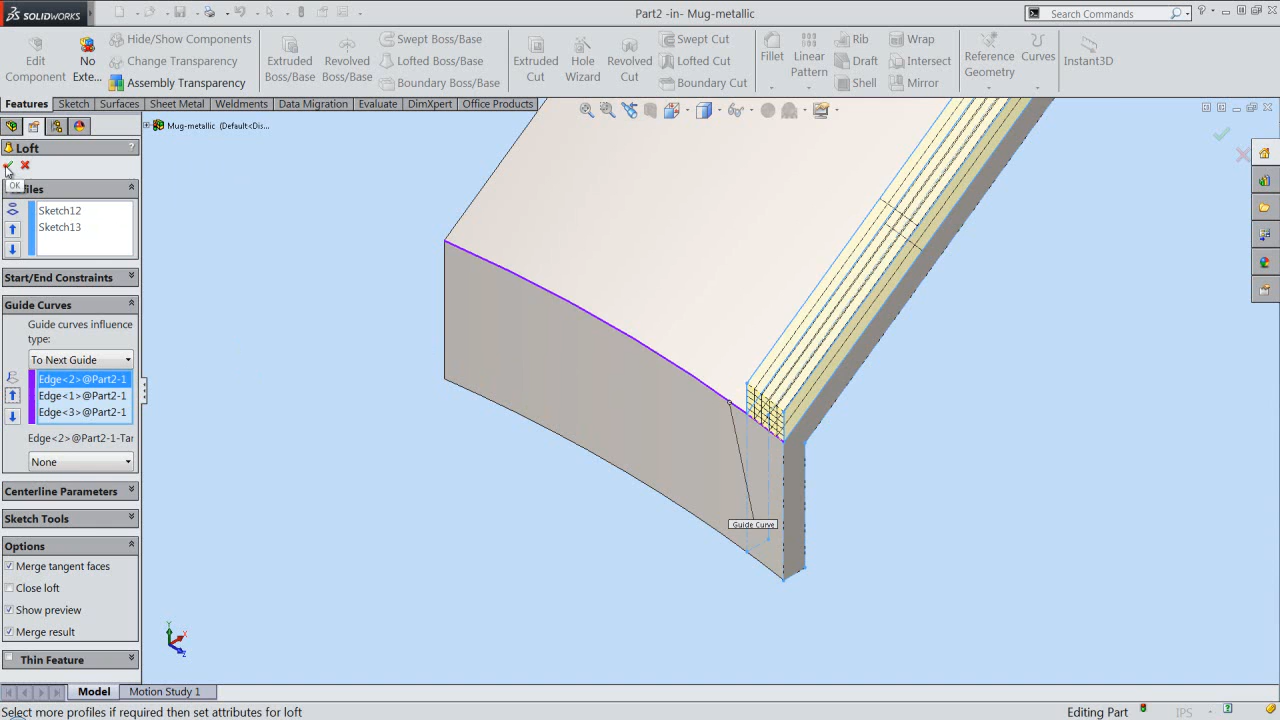 SOLIDWORKS
Part2 -in- Mug-metallic
Search Commands
Edit
Component
No
Exte...
Hide/Show Components
Change Transparency
Assembly Transparency
Extruded
Boss/Base
Revolved
Boss/Base
Swept Boss/Base
Lofted Boss/Base
Boundary Boss/Base
Extruded
Cut
Hole
Wizard
Revolved
Cut
Swept Cut
Lofted Cut
Boundary Cut
Fillet
Linear
Pattern
Rib
Draft
Shell
Wrap
Intersect
Mirror
Reference
Geometry
Curves
Instant3D
Features
Sketch
Surfaces
Sheet Metal
Weldments
Data Migration
Evaluate
DimXpert
Office Products
Mug-metallic (Default<Dis...
Loft
?
OK
files
Sketch12
Sketch13
Start/End Constraints
Guide Curves
Guide curves influence
type:
To Next Guide
Edge<2>@Part2-1
Edge<1>@Part2-1
Edge<3>@Part2-1
Edge<2>@Part2-1-Tar
None
Centerline Parameters
Sketch Tools
Options
Merge tangent faces
Close loft
Show preview
Merge result
Thin Feature
Guide Curve
Y
X
Z
Model
Motion Study 1
Select more profiles if required then set attributes for loft
Editing Part
IPS